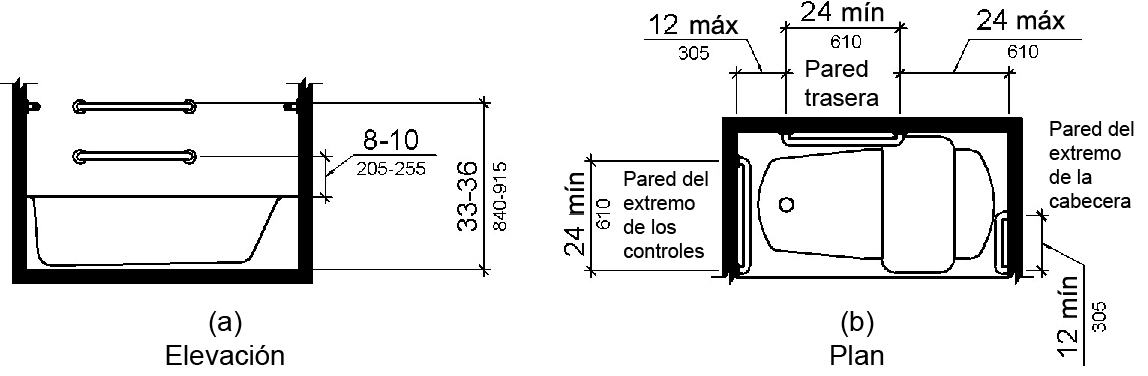 8-10
205-255
33-36
840-915
(a)
Elevación
12 máx
305
24 mín
610
24 máx
610
Pared
trasera
Pared del
extremo
de los
controles
24 mín
610
Pared del
extremo
de la
cabecera
12 mín
305
(b)
Plan